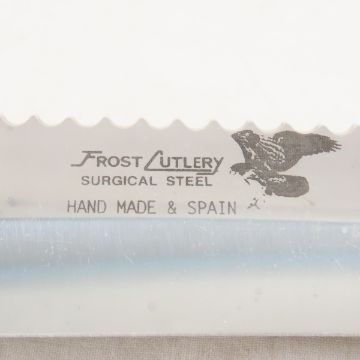 FROST CUTLERY
SURGICAL STEEL
HAND MADE & SPAIN